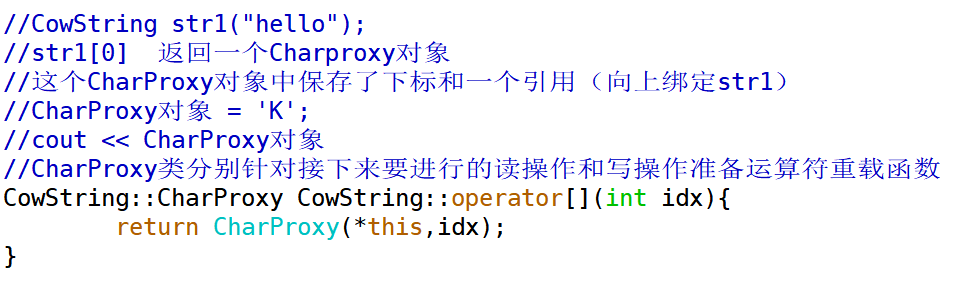 //CowString str1("hello");
//str1[0]  返回一个Charproxy对象
//这个CharProxy对象中保存了下标和一个引用（向上绑定str1）
//CharProxy对象 = 'K';
//cout << CharProxy对象
//CharProxy类分别针对接下来要进行的读操作和写操作准备运算符重载函数
CowString::CharProxy CowString::operator[](int idx){
        return CharProxy(*this,idx);
}